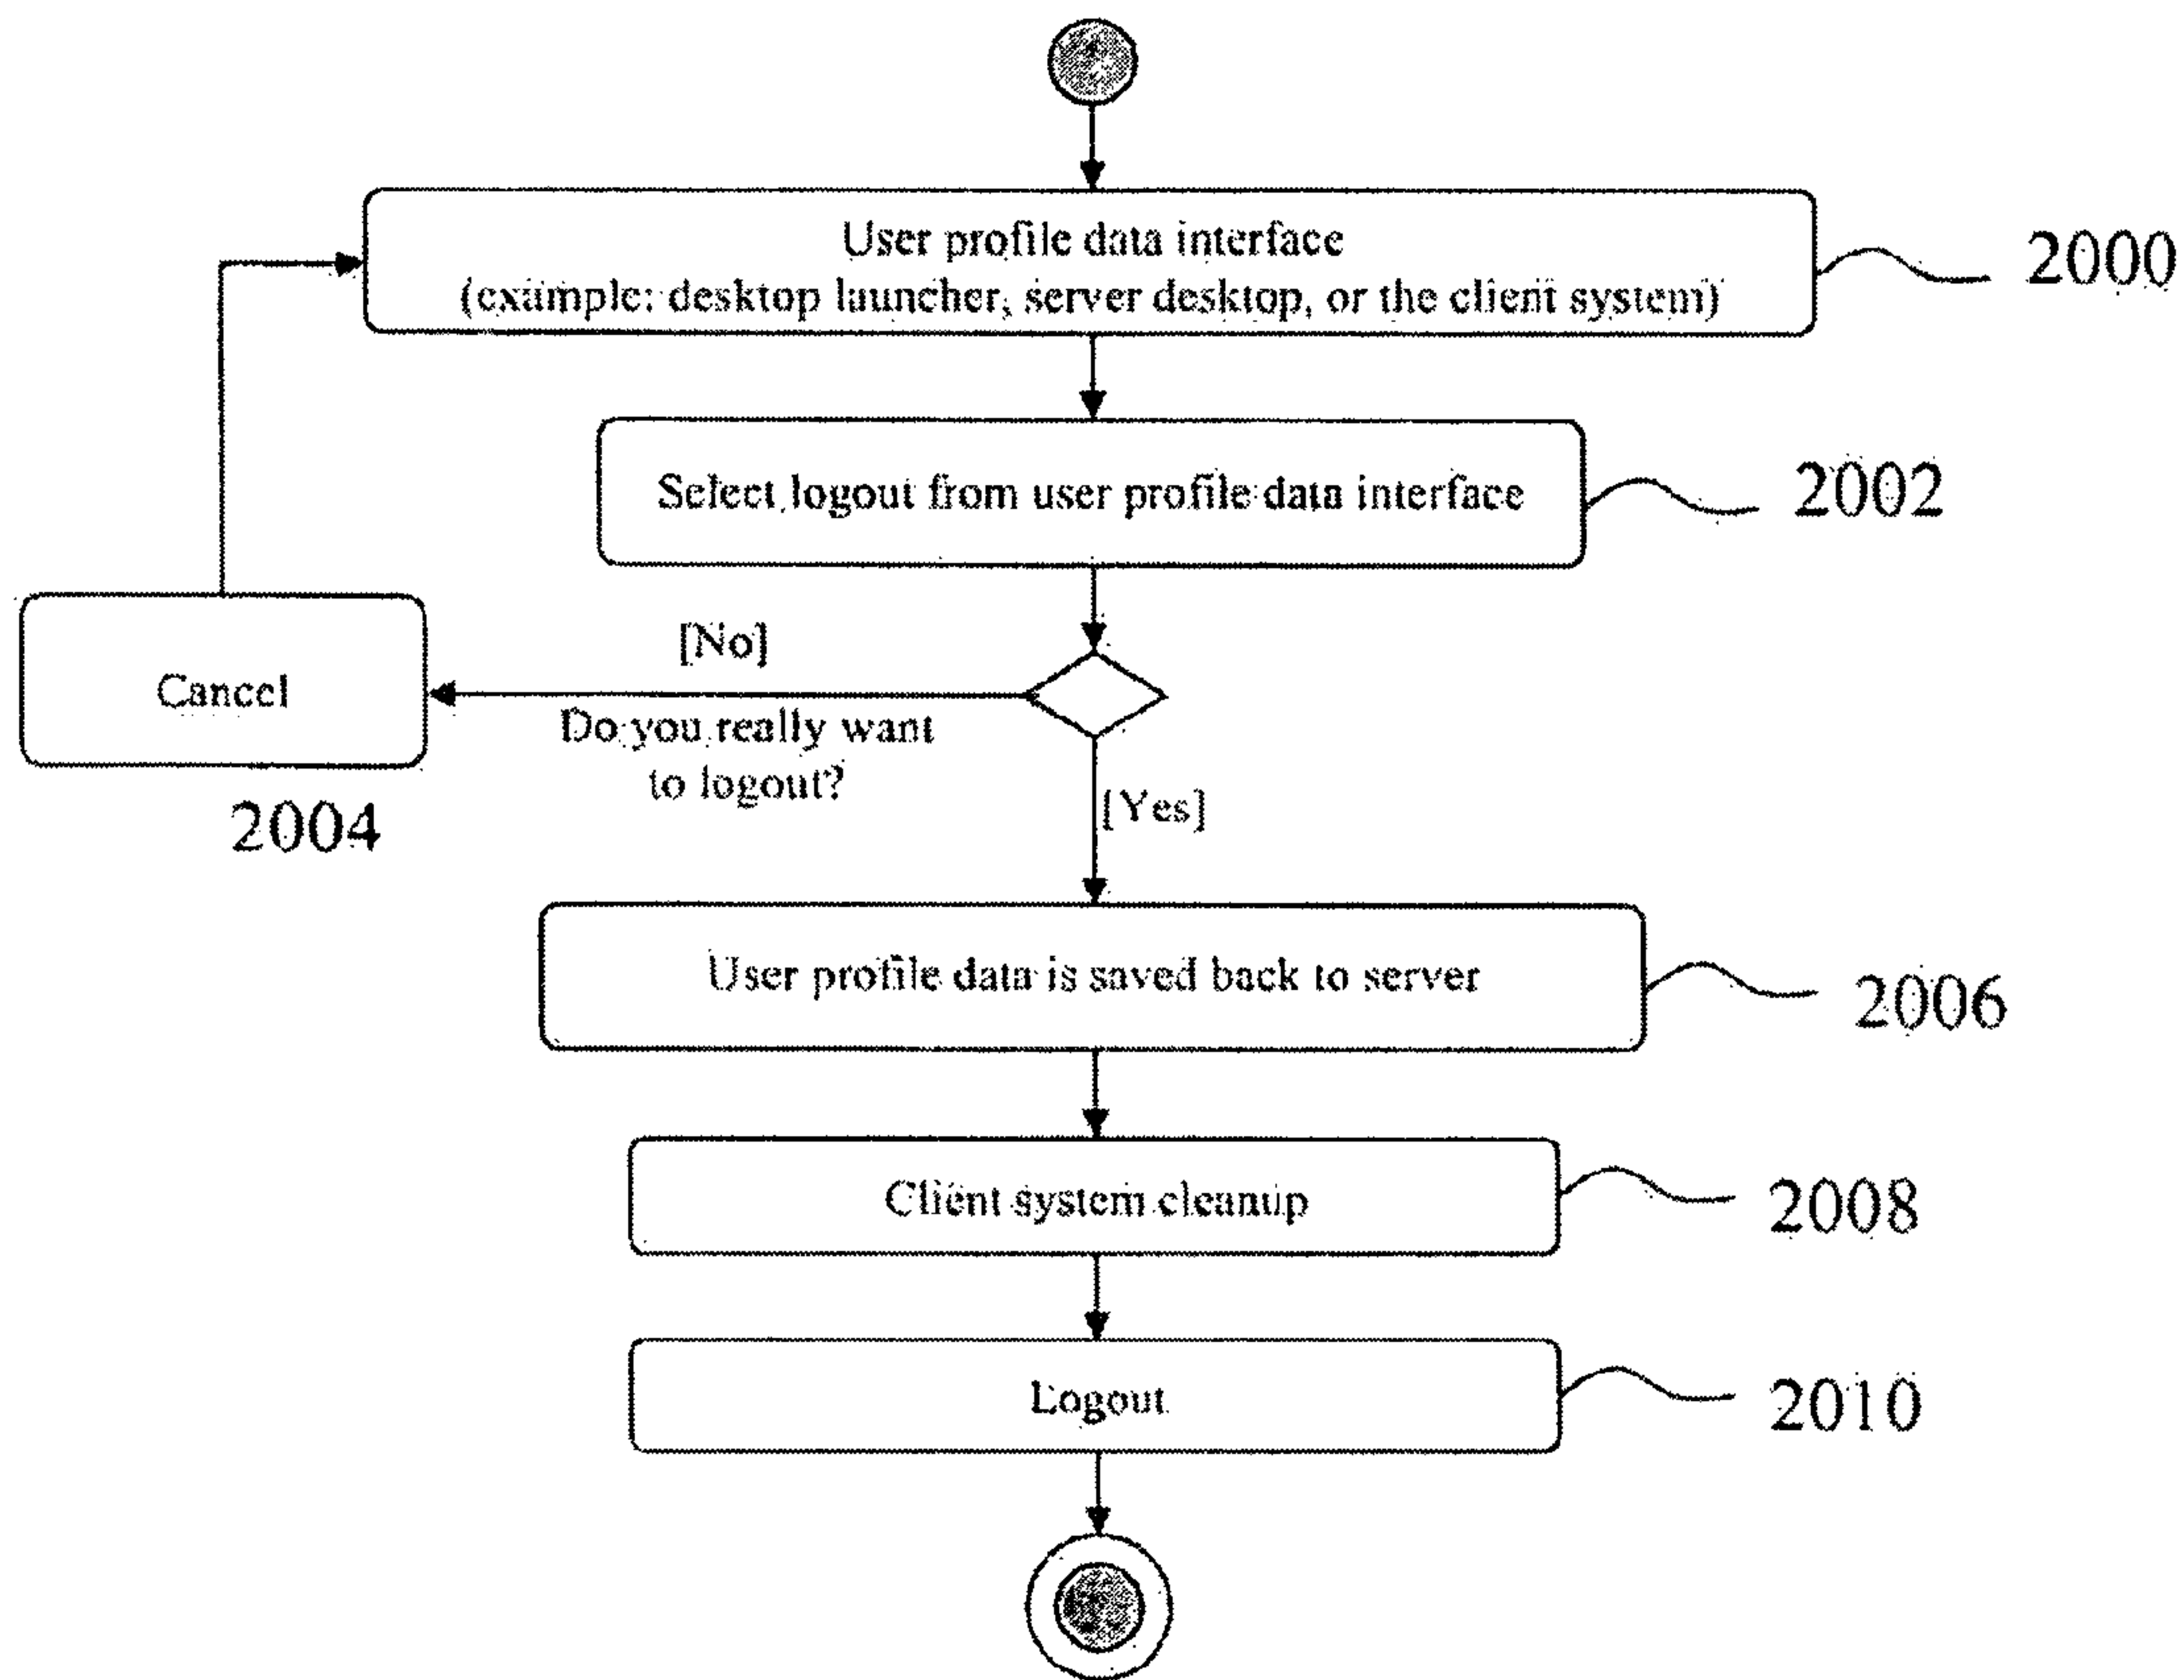 User profile data interface
(example: desktop launcher, server desktop, or the client system)
2000
Select logout from user profile data interface
2002
[No]
Cancel
Do you really want
to logout?
2004
[Yes]
User profile data is saved back to server
2006
Client system cleanup
2008
Logout
2010